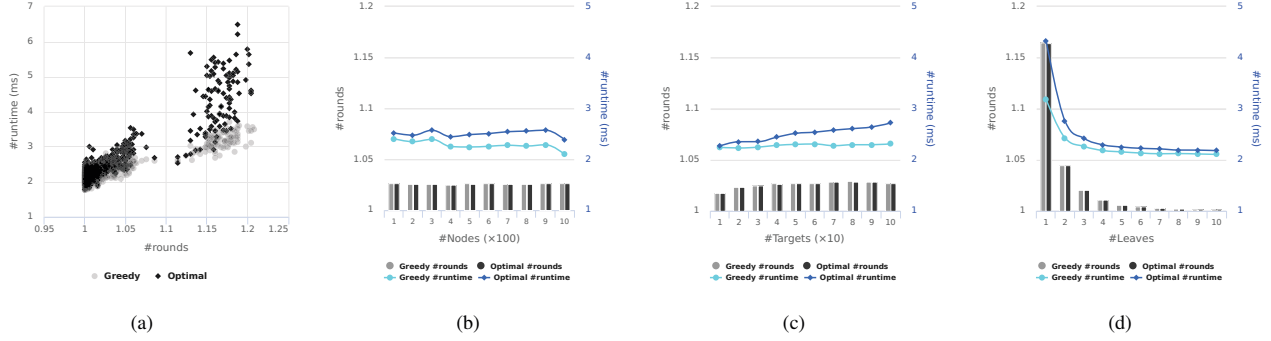 7
6
5
4
3
2
1
#runtime (ms)
0.95 1 1.05 1.1 1.15 1.2 1.25
#rounds
Greedy Optimal
(a)
1.2
1.15
1.1
1.05
1
#rounds
5
4
3
2
1
#runtime (ms)
1 2 3 4 5 6 7 8 9 10
#Nodes (×100)
Greedy #rounds Optimal #rounds
Greedy #runtime Optimal #runtime
(b)
1.2
1.15
1.1
1.05
1
#rounds
5
4
3
2
1
#runtime (ms)
1 2 3 4 5 6 7 8 9 10
#Targets (×10)
Greedy #rounds Optimal #rounds
Greedy #runtime Optimal #runtime
(c)
1.2
1.15
1.1
1.05
1
#rounds
5
4
3
2
1
#runtime (ms)
1 2 3 4 5 6 7 8 9 10
#Leaves
Greedy #rounds Optimal #rounds
Greedy #runtime Optimal #runtime
(d)